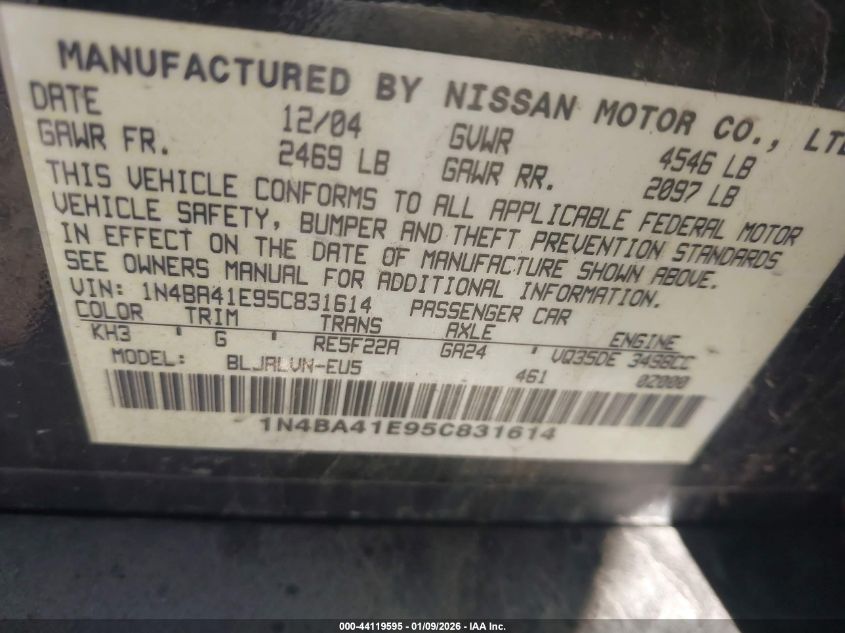 MANUFACTURED BY NISSAN MOTOR CO., LTD
DATE 12/04 GVWR 4546 LB
GAWR FR. 2469 LB GAWR RR. 2097 LB
THIS VEHICLE CONFORMS TO ALL APPLICABLE FEDERAL MOTOR
VEHICLE SAFETY, BUMPER AND THEFT PREVENTION STANDARDS
IN EFFECT ON THE DATE OF MANUFACTURE SHOWN ABOVE.
SEE OWNERS MANUAL FOR ADDITIONAL INFORMATION.
VIN: 1N4BA41E95C831614 PASSENGER CAR
COLOR TRIM TRANS AXLE ENGINE
KH3 G RE5F22A GA24 VQ35DE 3498CC
MODEL: BLJALVN-EU5 461 02000
1N4BA41E95C831614
000-44119595 - 01/09/2026 - IAA Inc.